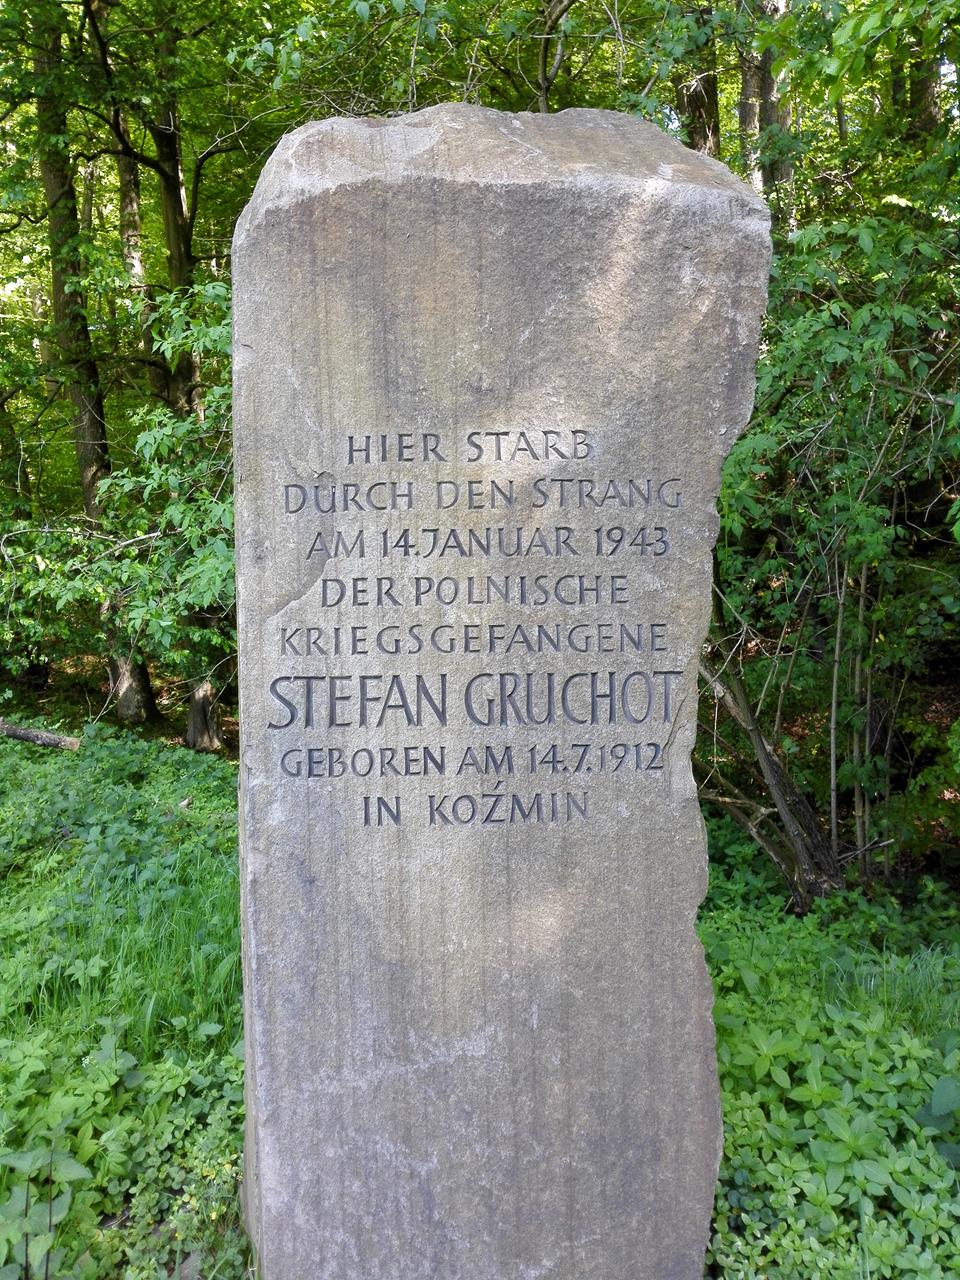 HIER STARB
DURCH DEN STRANG
AM 14. JANUAR 1943
DER POLNISCHE
KRIEGSGEFANGENE
STEFAN GRUCHOT
GEBOREN AM 14.7.1912
IN KOŹMIN